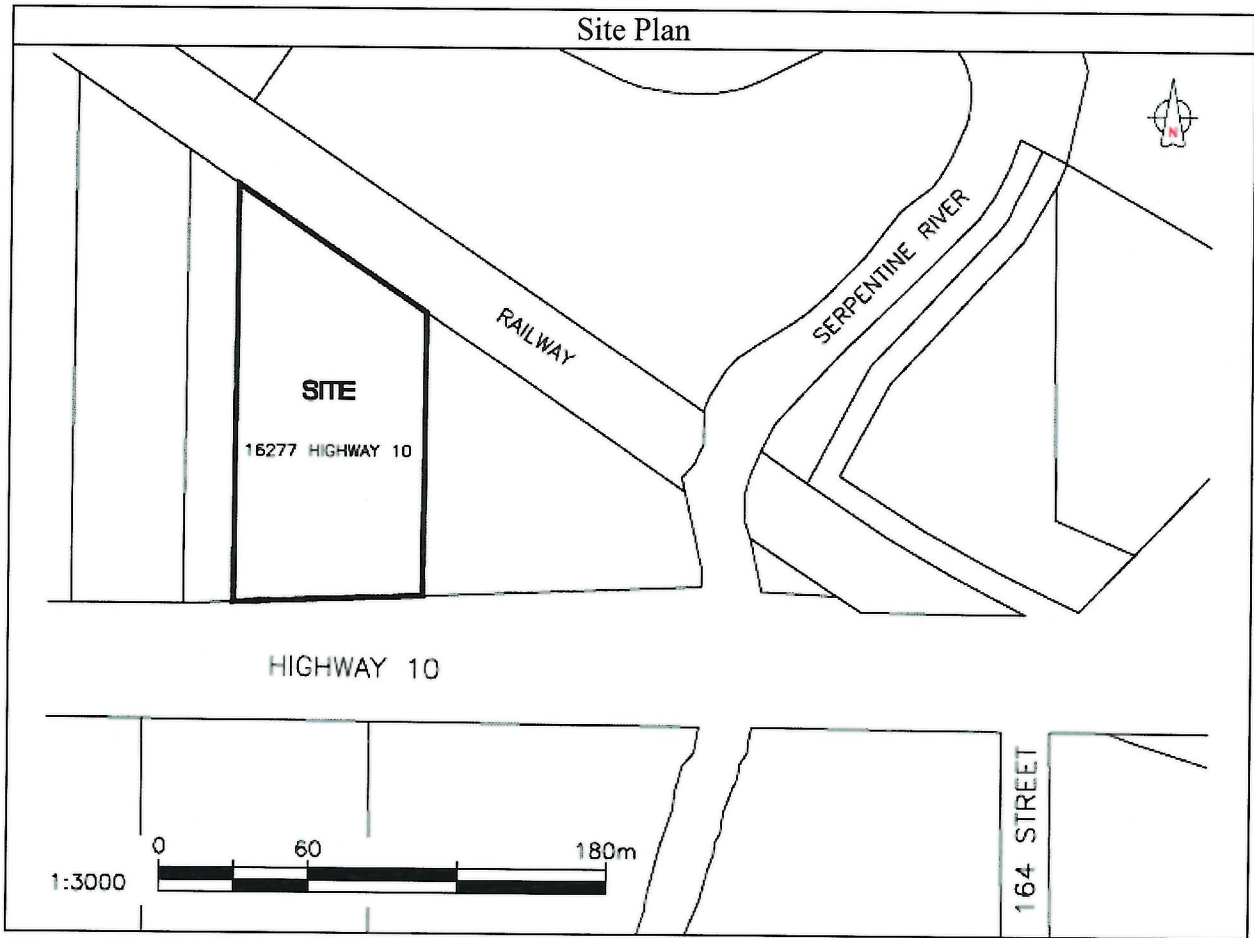 Site Plan
N
SERPENTINE RIVER
RAILWAY
SITE
16277 HIGHWAY 10
HIGHWAY 10
164 STREET
0 60 180m
1:3000